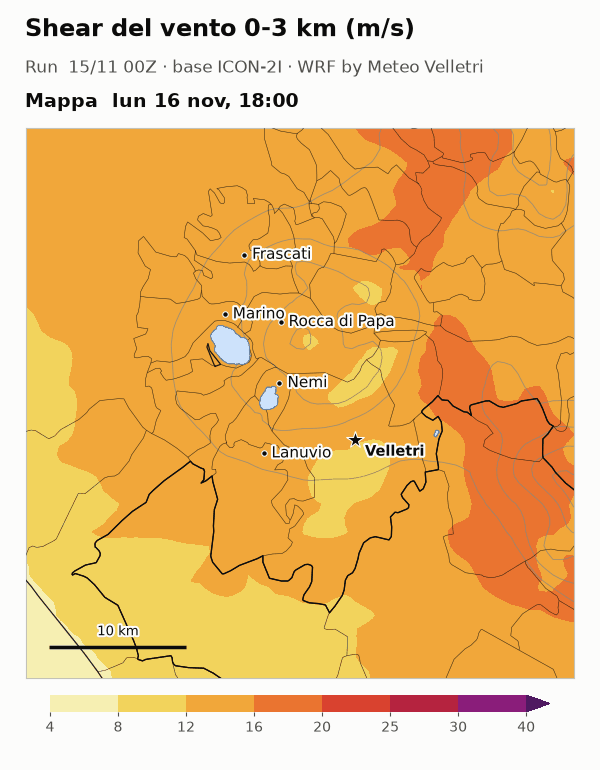 Shear del vento 0-3 km (m/s)
Run  15/11 00Z · base ICON-2I · WRF by Meteo Velletri
Mappa  lun 16 nov, 18:00
Frascati
Marino
Rocca di Papa
Nemi
Velletri
Lanuvio
10 km
4 8 12 16 20 25 30 40